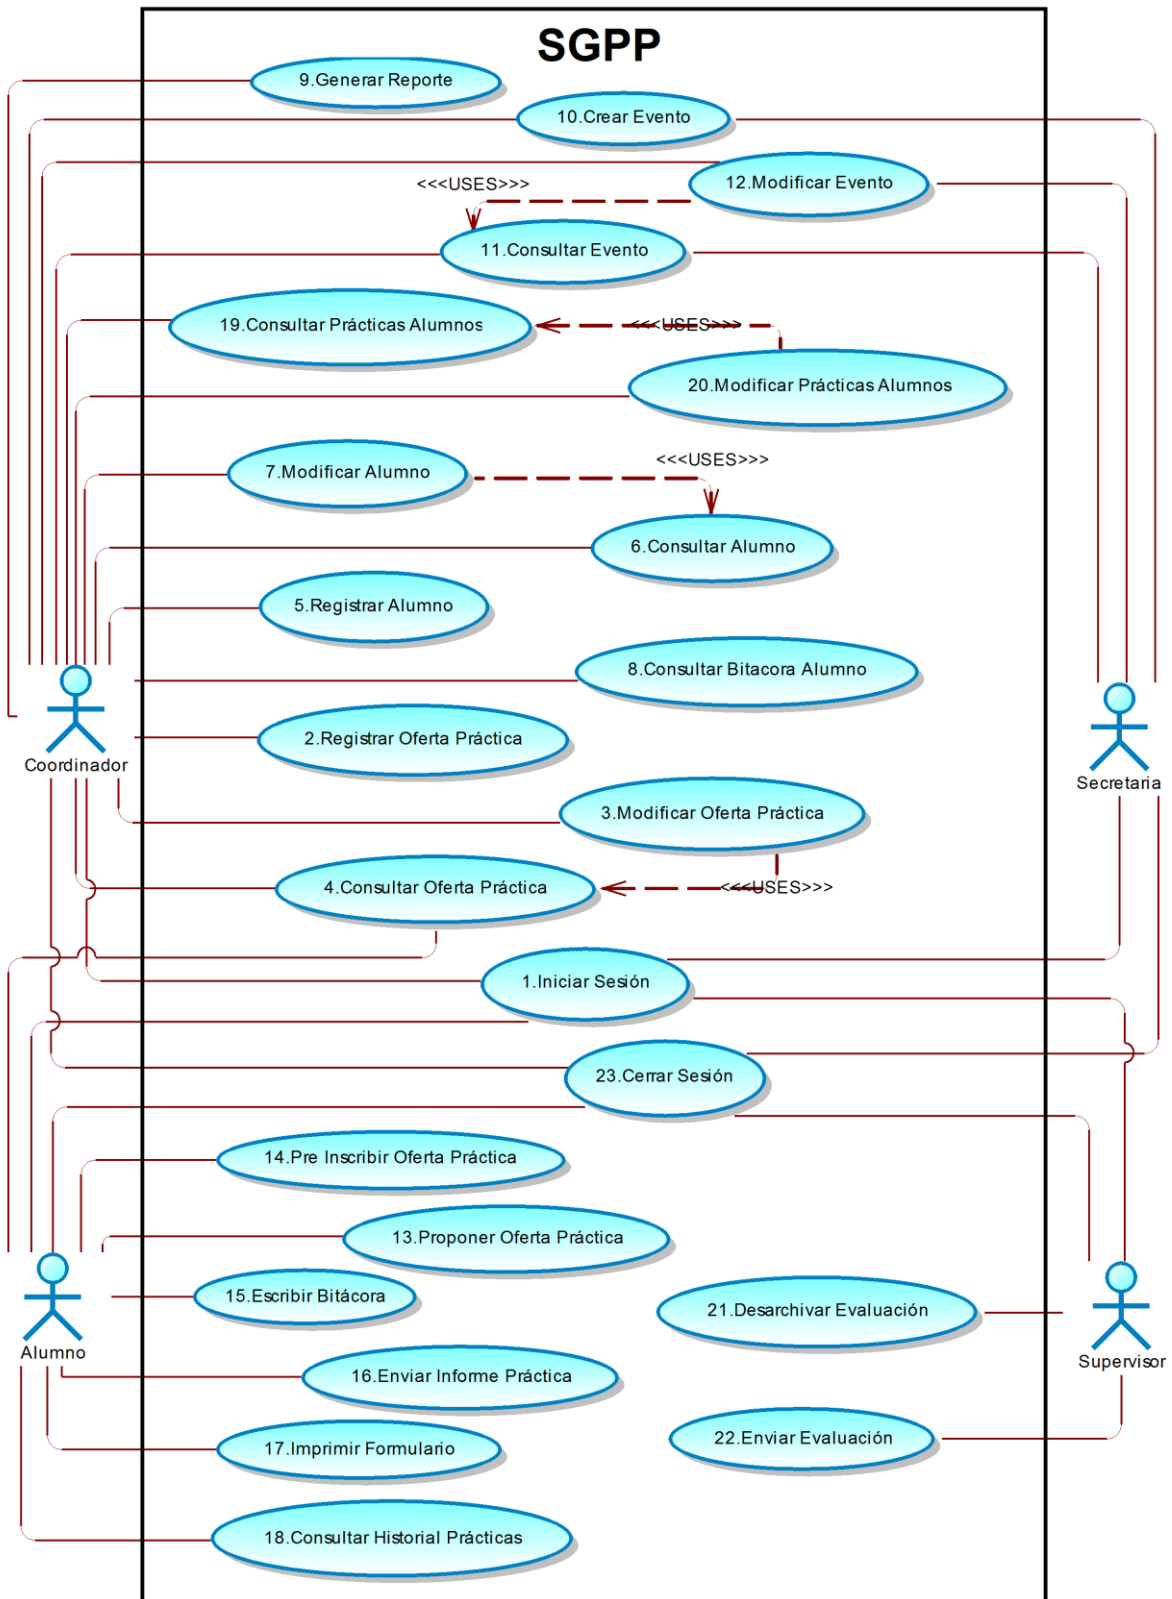 SGPP
9.Generar Reporte
10.Crear Evento
12.Modificar Evento
<<<USES>>>
11.Consultar Evento
19.Consultar Prácticas Alumnos
<<<USES>>>
20.Modificar Prácticas Alumnos
7.Modificar Alumno
<<<USES>>>
6.Consultar Alumno
5.Registrar Alumno
8.Consultar Bitacora Alumno
2.Registrar Oferta Práctica
Coordinador
Secretaria
3.Modificar Oferta Práctica
4.Consultar Oferta Práctica
<<<USES>>>
1.Iniciar Sesión
23.Cerrar Sesión
14.Pre Inscribir Oferta Práctica
13.Proponer Oferta Práctica
15.Escribir Bitácora
21.Desarchivar Evaluación
Alumno
Supervisor
16.Enviar Informe Práctica
22.Enviar Evaluación
17.Imprimir Formulario
18.Consultar Historial Prácticas